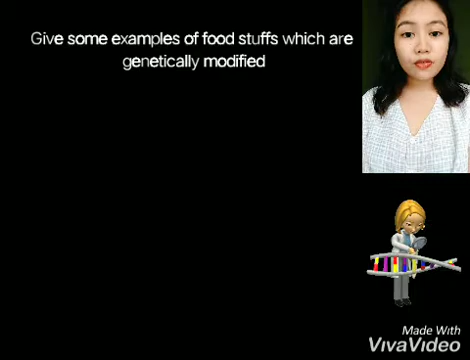 Give some examples of food stuffs which are
genetically modified
Made With
VivaVideo